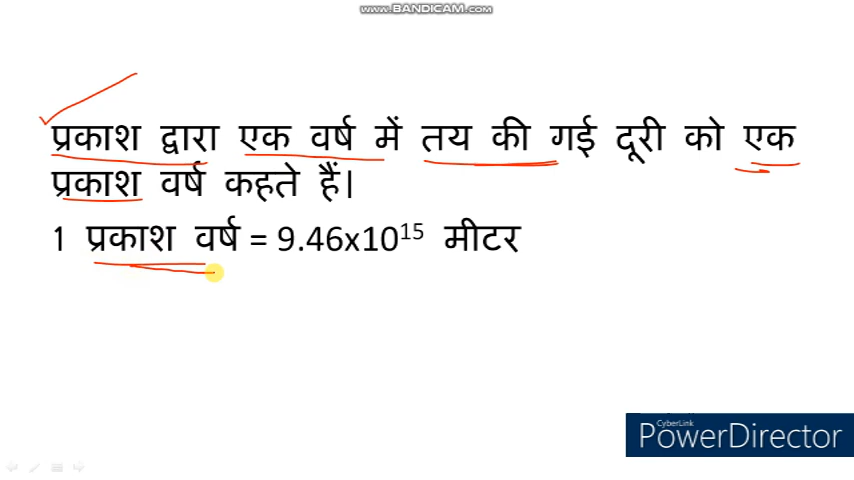 www.BANDICAM.com
प्रकाश द्वारा एक वर्ष में तय की गई दूरी को एक
प्रकाश वर्ष कहते हैं।
1 प्रकाश वर्ष = 9.46x10¹⁵ मीटर
CyberLink
PowerDirector